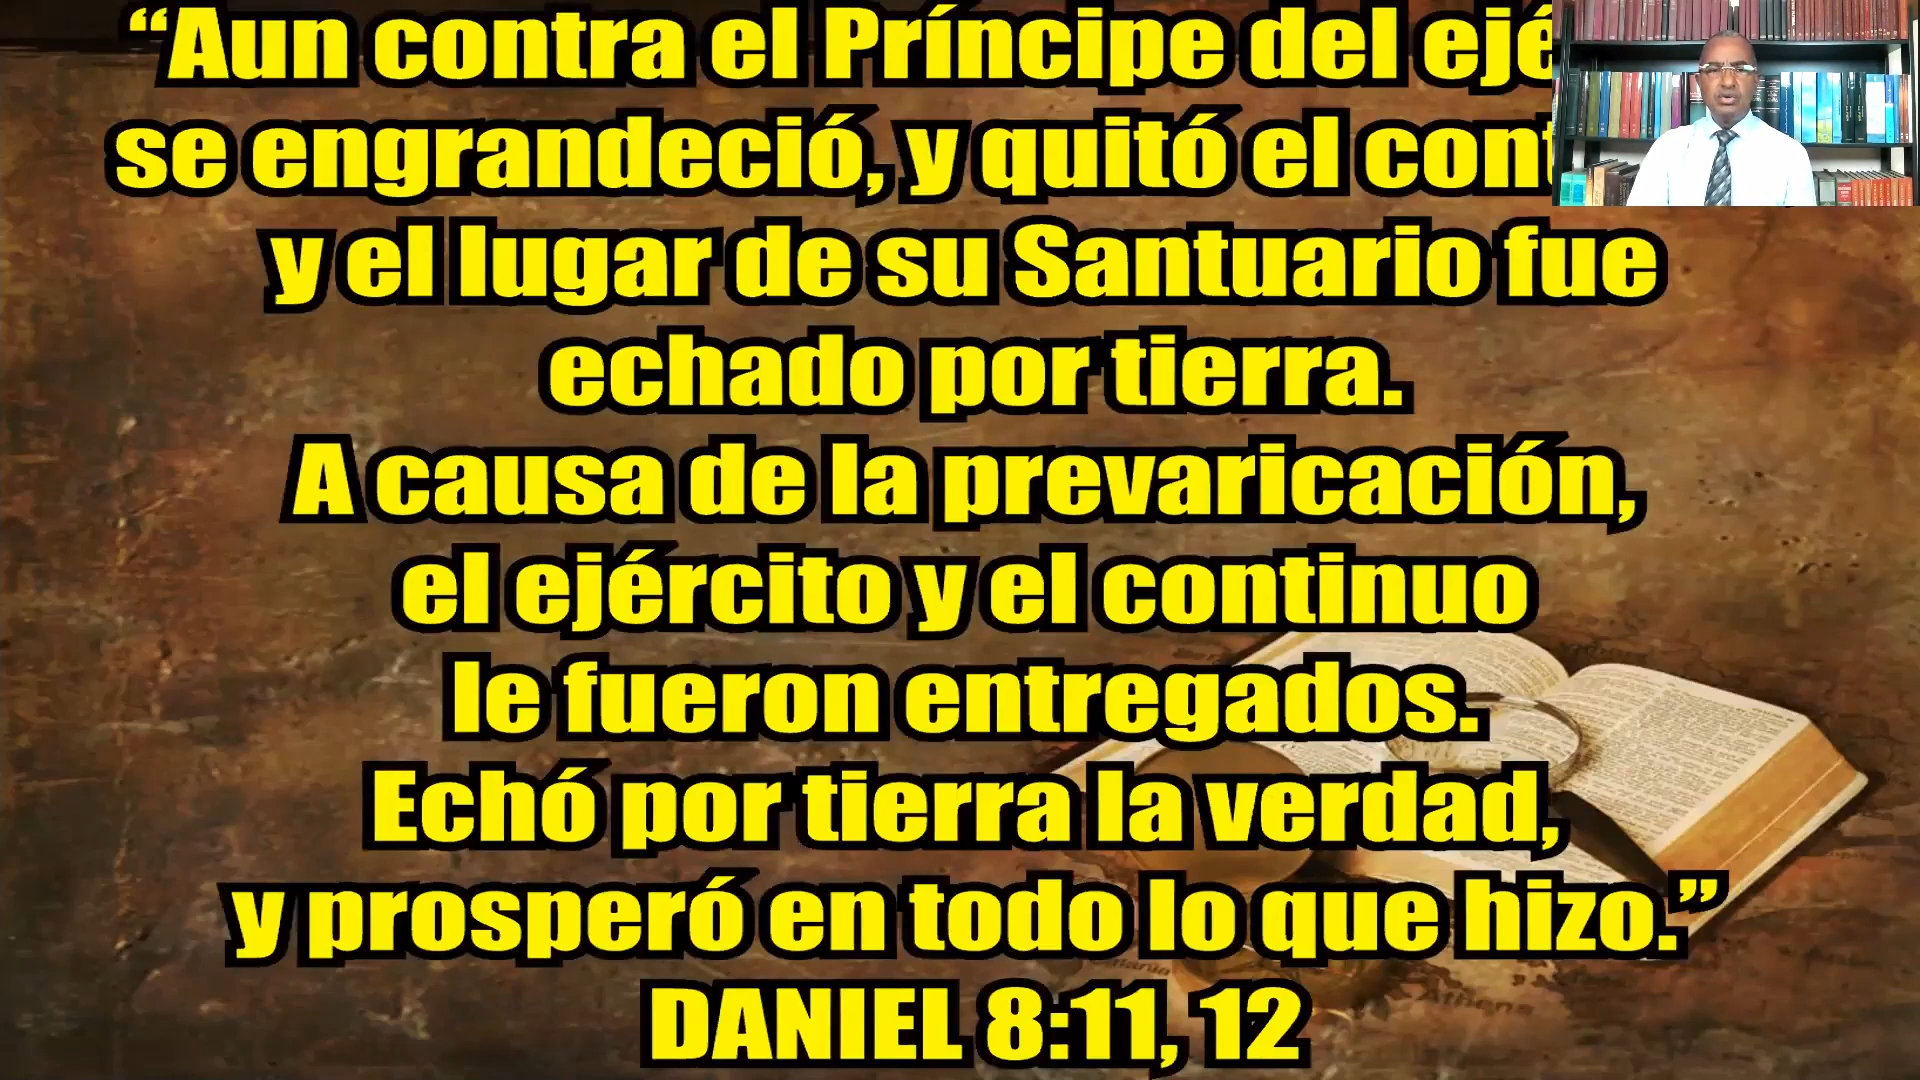 “Aun contra el Príncipe del ejé
se engrandeció, y quitó el cont
y el lugar de su Santuario fue
echado por tierra.
A causa de la prevaricación,
el ejército y el continuo
le fueron entregados.
Echó por tierra la verdad,
y prosperó en todo lo que hizo.”
DANIEL 8:11, 12
Athens